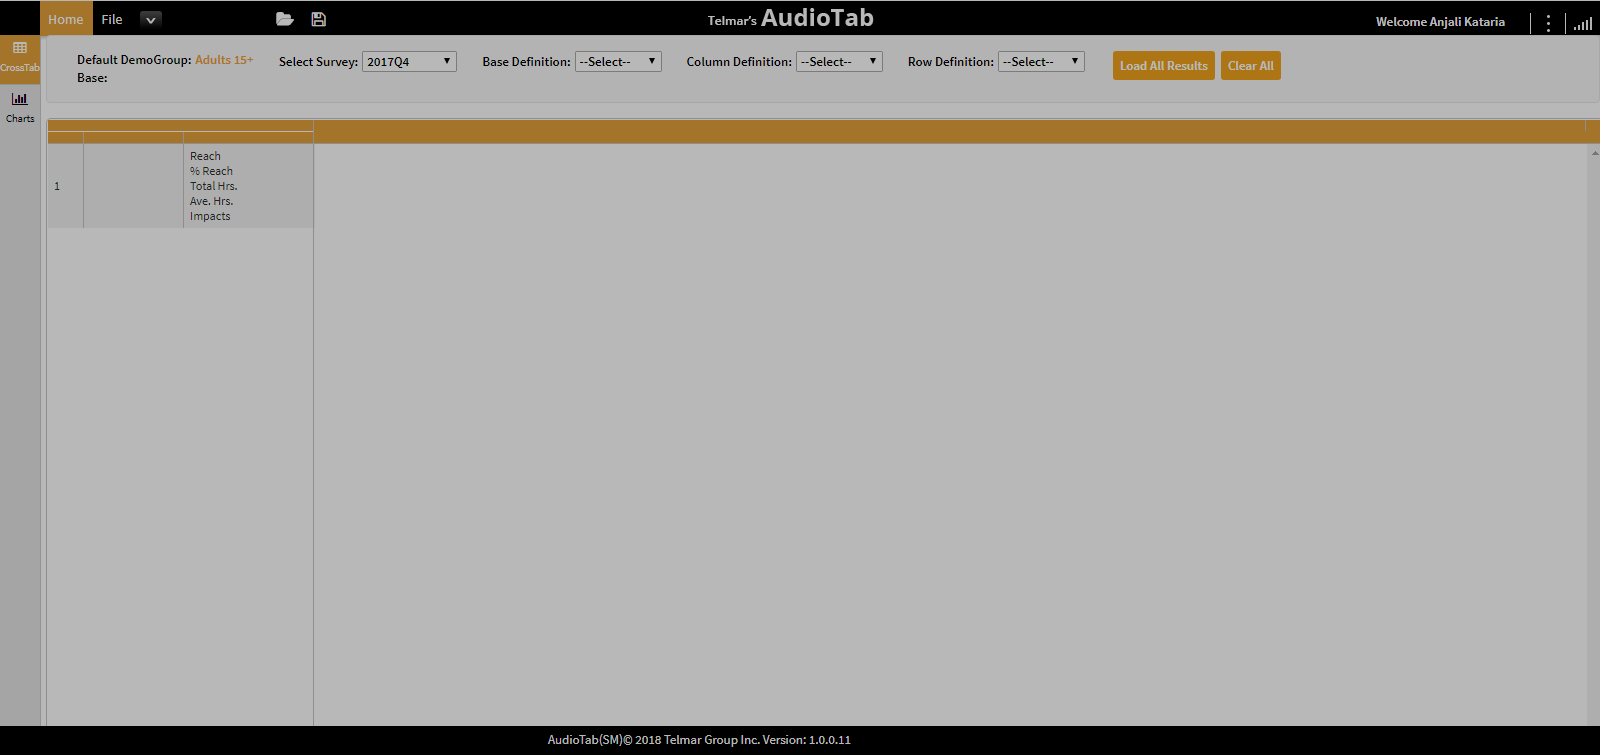 Home File Telmar's AudioTab Welcome Anjali Kataria
CrossTab
Charts
Default DemoGroup: Adults 15+ Select Survey: 2017Q4 Base Definition: --Select-- Column Definition: --Select-- Row Definition: --Select-- Load All Results Clear All
Base:
1
Reach
% Reach
Total Hrs.
Ave. Hrs.
Impacts
AudioTab(SM)© 2018 Telmar Group Inc. Version: 1.0.0.11